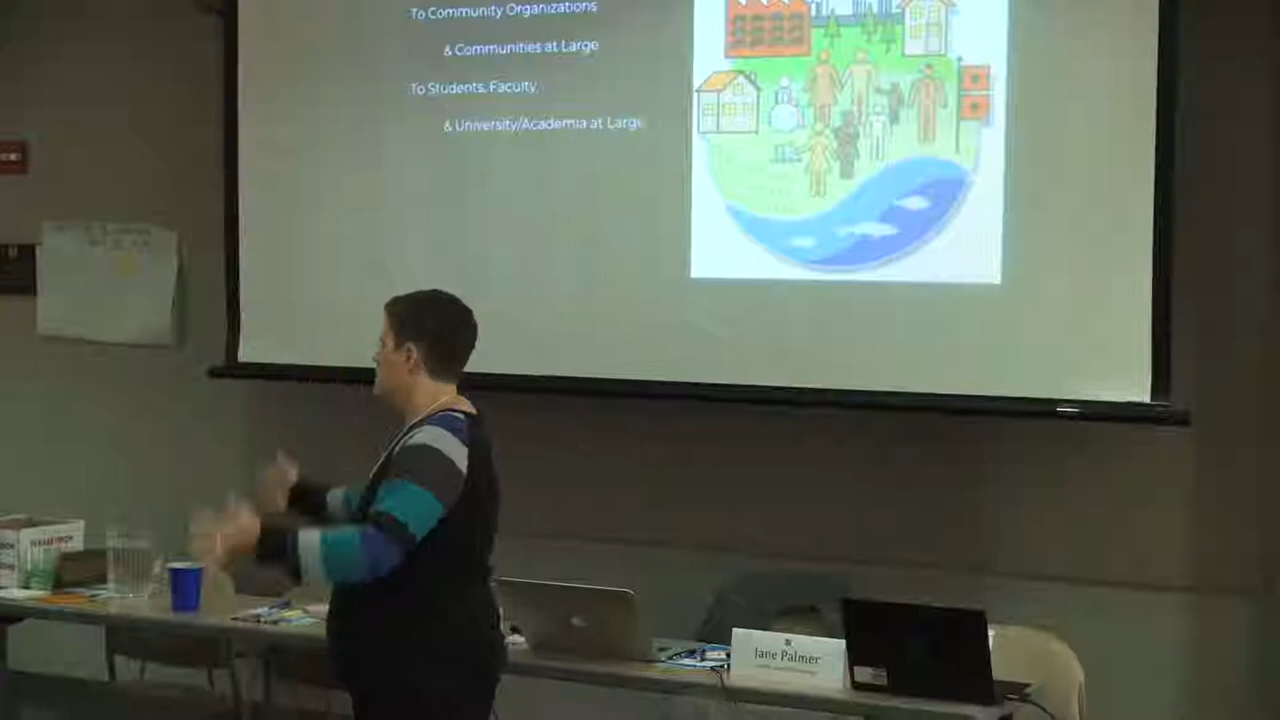 To Community Organizations
& Communities at Large
To Students, Faculty,
& University/Academia at Large
Jane Palmer